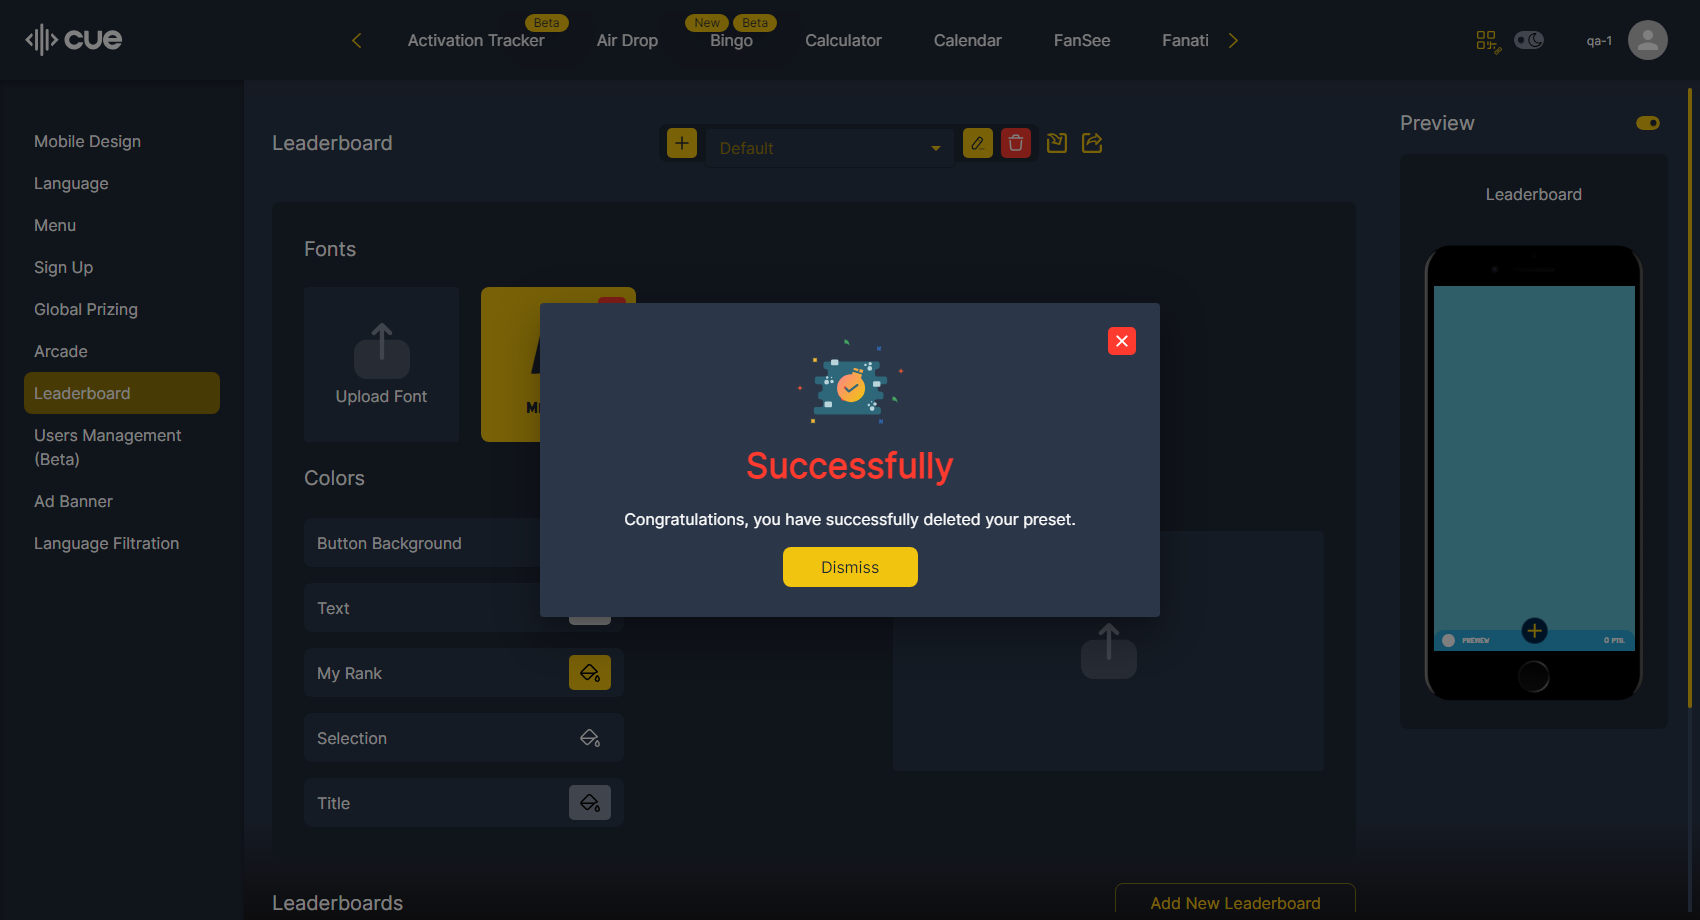 cue
Activation Tracker
Beta
Air Drop
New
Beta
Bingo
Calculator
Calendar
FanSee
Fanati
qa-1
Mobile Design
Language
Menu
Sign Up
Global Prizing
Arcade
Leaderboard
Users Management
(Beta)
Ad Banner
Language Filtration
Leaderboard
Default
Fonts
Upload Font
Colors
Button Background
Text
My Rank
Selection
Title
Successfully
Congratulations, you have successfully deleted your preset.
Dismiss
Leaderboards
Add New Leaderboard
Preview
Leaderboard
PREVIEW
0 PTS.